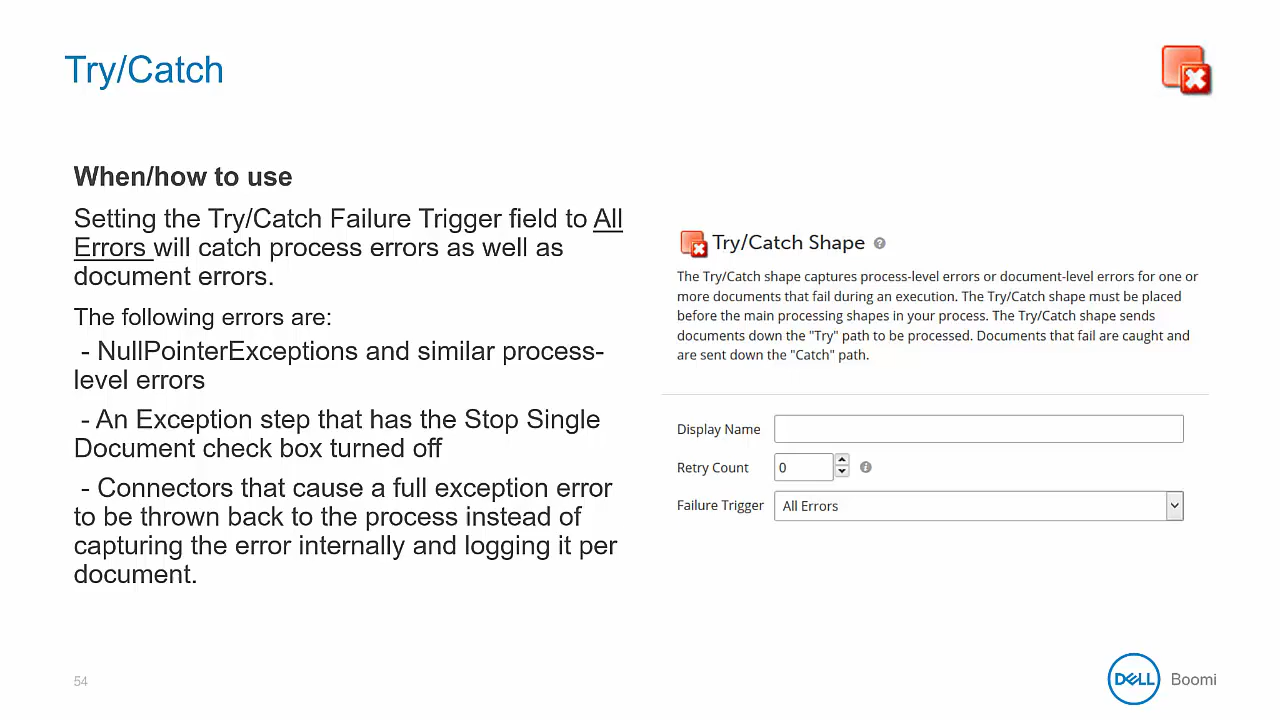 Try/Catch
When/how to use
Setting the Try/Catch Failure Trigger field to All
Errors will catch process errors as well as
document errors.
The following errors are:
- NullPointerExceptions and similar process-
level errors
- An Exception step that has the Stop Single
Document check box turned off
- Connectors that cause a full exception error
to be thrown back to the process instead of
capturing the error internally and logging it per
document.
Try/Catch Shape ?
The Try/Catch shape captures process-level errors or document-level errors for one or
more documents that fail during an execution. The Try/Catch shape must be placed
before the main processing shapes in your process. The Try/Catch shape sends
documents down the "Try" path to be processed. Documents that fail are caught and
are sent down the "Catch" path.
Display Name
Retry Count 0 i
Failure Trigger All Errors
54
DELL Boomi